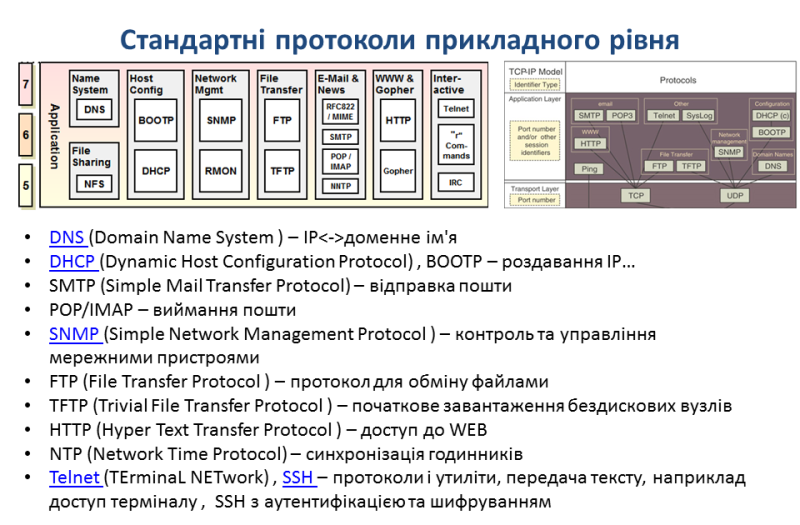 Стандартні протоколи прикладного рівня
7
6
5
Application
Name System
DNS
File Sharing
NFS
Host Config
BOOTP
DHCP
Network Mgmt
SNMP
RMON
File Transfer
FTP
TFTP
E-Mail & News
RFC822 / MIME
SMTP
POP / IMAP
NNTP
WWW & Gopher
HTTP
Gopher
Inter-active
Telnet
"r" Com-mands
IRC
TCP-IP Model
Identifier Type
Protocols
Application Layer
Port number and/or other session identifiers
email
SMTP
POP3
Other
Telnet
SysLog
Configuration
DHCP (c)
BOOTP
WWW
HTTP
Network management
SNMP
Ping
File Transfer
FTP
TFTP
Domain Names
DNS
Transport Layer
Port number
TCP
UDP
• DNS (Domain Name System ) – IP<->доменне ім'я
• DHCP (Dynamic Host Configuration Protocol) , BOOTP – роздавання IP...
• SMTP (Simple Mail Transfer Protocol) – відправка пошти
• POP/IMAP – виймання пошти
• SNMP (Simple Network Management Protocol ) – контроль та управління
мережними пристроями
• FTP (File Transfer Protocol ) – протокол для обміну файлами
• TFTP (Trivial File Transfer Protocol ) – початкове завантаження бездискових вузлів
• HTTP (Hyper Text Transfer Protocol ) – доступ до WEB
• NTP (Network Time Protocol) – синхронізація годинників
• Telnet (TErminaL NETwork) , SSH – протоколи і утиліти, передача тексту, наприклад
доступ терміналу , SSH з аутентифікацією та шифруванням